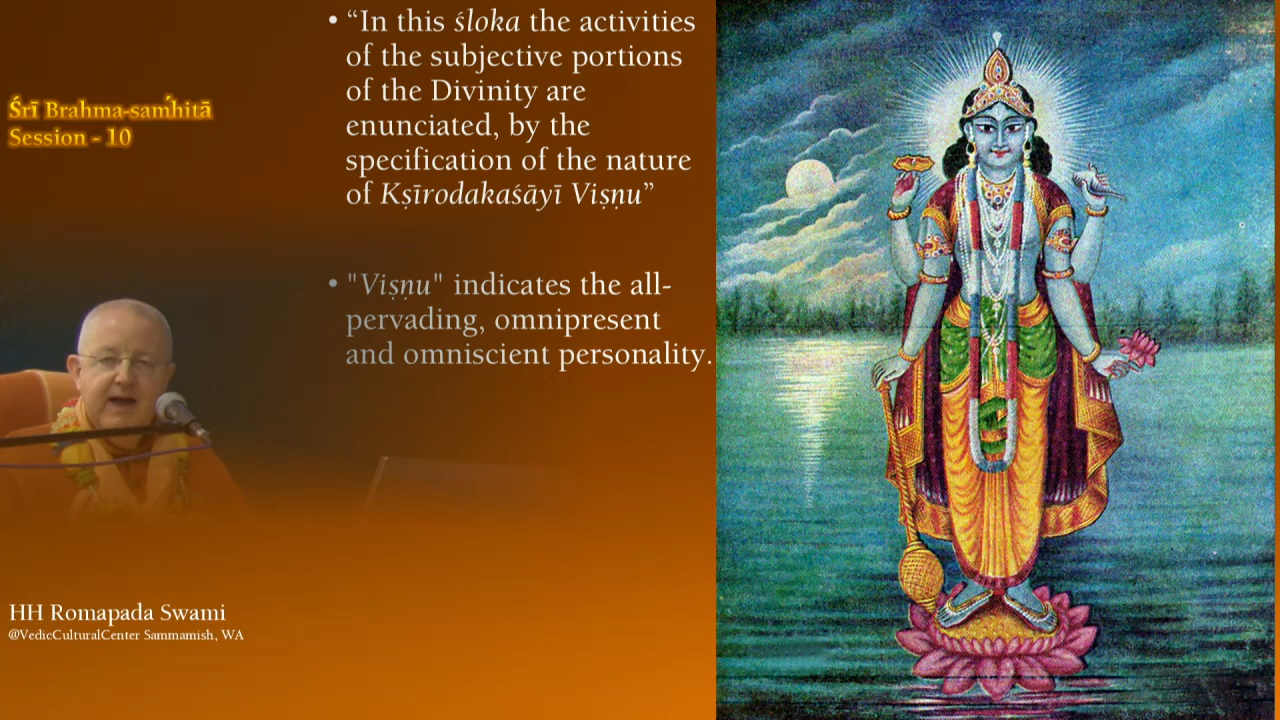 Śrī Brahma-saṁhitā
Session - 10
• “In this śloka the activities
of the subjective portions
of the Divinity are
enunciated, by the
specification of the nature
of Kṣīrodakaśāyī Viṣṇu”
• "Viṣṇu" indicates the all-
pervading, omnipresent
and omniscient personality.
HH Romapada Swami
@VedicCulturalCenter Sammamish, WA